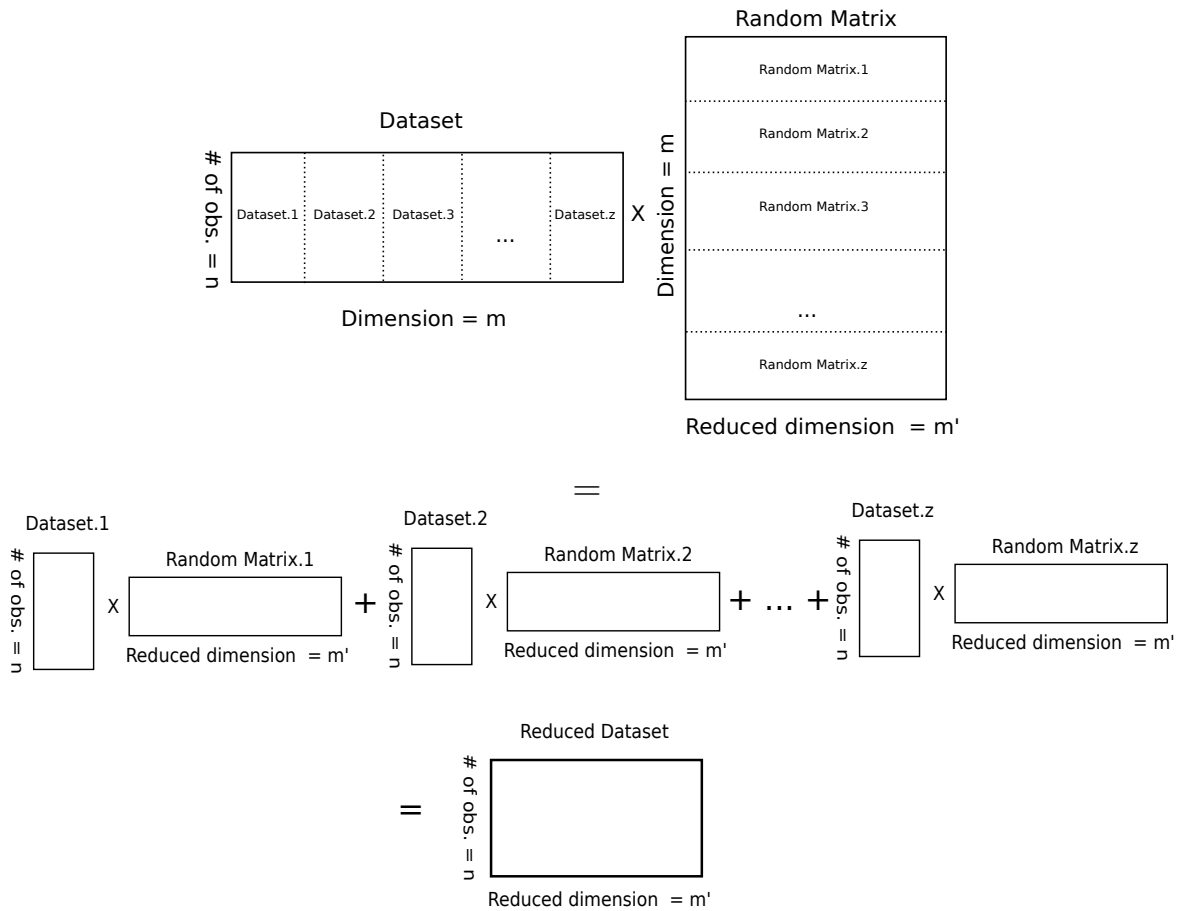 Random Matrix
Random Matrix.1
Dataset
Random Matrix.2
# of obs. = n
Dataset.1
Dataset.2
Dataset.3
...
Dataset.z
X
Dimension = m
Random Matrix.3
...
Dimension = m
Random Matrix.z
Reduced dimension = m'
=
Dataset.1
# of obs. = n
X
Random Matrix.1
Reduced dimension = m'
+
Dataset.2
# of obs. = n
X
Random Matrix.2
Reduced dimension = m'
+ ... +
Dataset.z
# of obs. = n
X
Random Matrix.z
Reduced dimension = m'
=
Reduced Dataset
# of obs. = n
Reduced dimension = m'